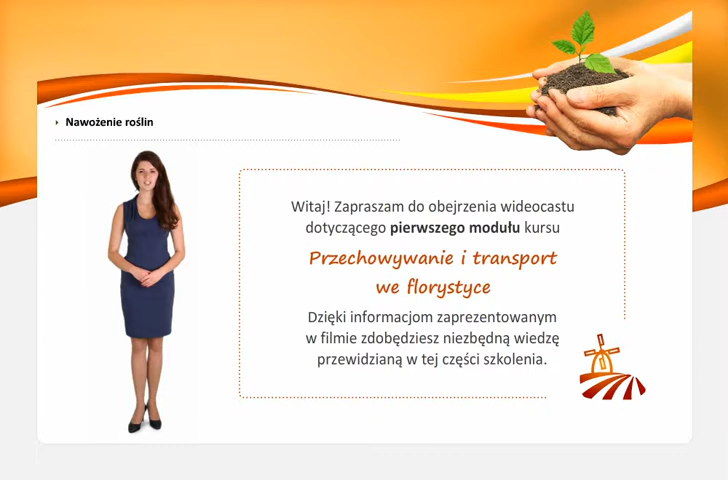 Nawożenie roślin
Witaj! Zapraszam do obejrzenia wideocastu
dotyczącego pierwszego modułu kursu
Przechowywanie i transport
we florystyce
Dzięki informacjom zaprezentowanym
w filmie zdobędziesz niezbędną wiedzę
przewidzianą w tej części szkolenia.